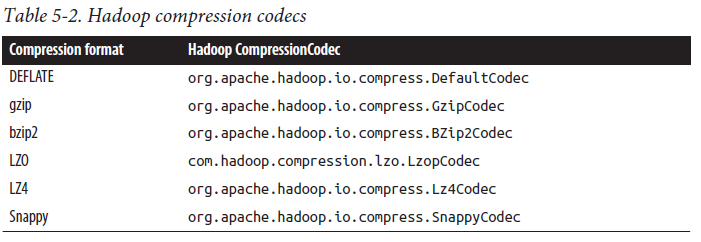 Table 5-2. Hadoop compression codecs
Compression format Hadoop CompressionCodec
DEFLATE org.apache.hadoop.io.compress.DefaultCodec
gzip org.apache.hadoop.io.compress.GzipCodec
bzip2 org.apache.hadoop.io.compress.BZip2Codec
LZO com.hadoop.compression.lzo.LzopCodec
LZ4 org.apache.hadoop.io.compress.Lz4Codec
Snappy org.apache.hadoop.io.compress.SnappyCodec